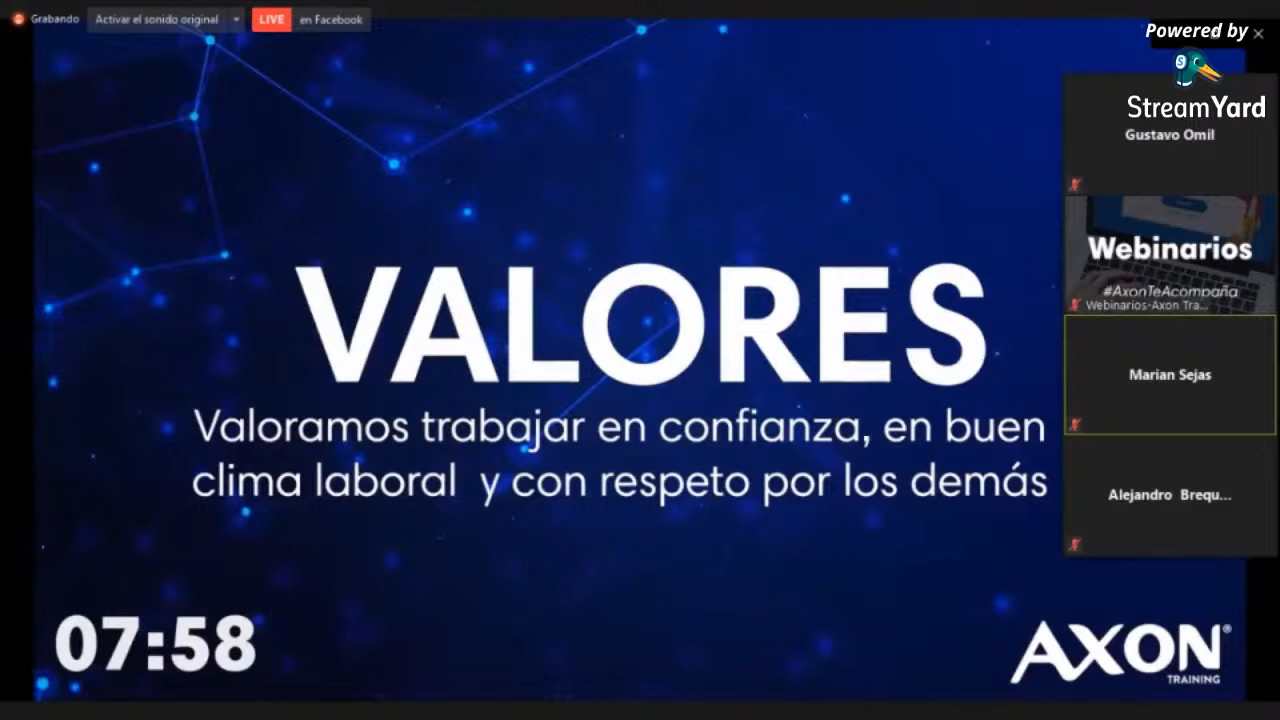 Grabando
Activar el sonido original
LIVE en Facebook
Powered by
StreamYard
Gustavo Omil
Webinarios
#AxonTeAcompaña
Webinarios-Axon Tra...
Marian Sejas
Alejandro Brequ...
VALORES
Valoramos trabajar en confianza, en buen
clima laboral y con respeto por los demás
07:58
AXON®
TRAINING